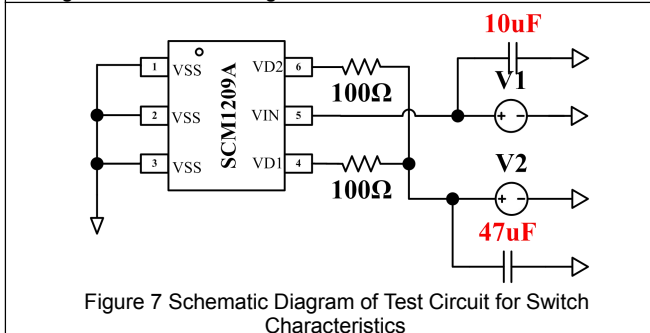 10uF
1
VSS
VD2
6
100Ω
V1
2
VSS
SCM1209A
VIN
5
+ -
3
VSS
VD1
4
100Ω
V2
+ -
47uF
Figure 7 Schematic Diagram of Test Circuit for Switch
Characteristics